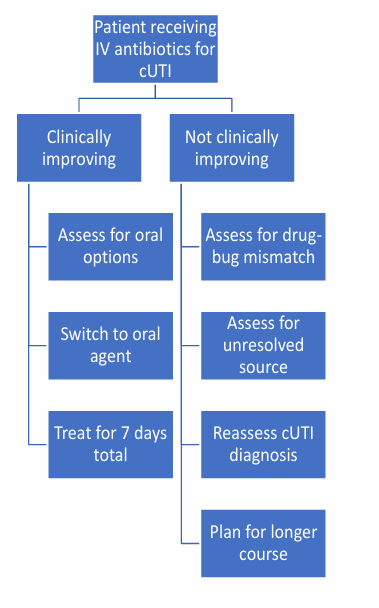 Patient receiving
IV antibiotics for
cUTI
Clinically
improving
Not clinically
improving
Assess for oral
options
Switch to oral
agent
Treat for 7 days
total
Assess for drug-
bug mismatch
Assess for
unresolved
source
Reassess cUTI
diagnosis
Plan for longer
course